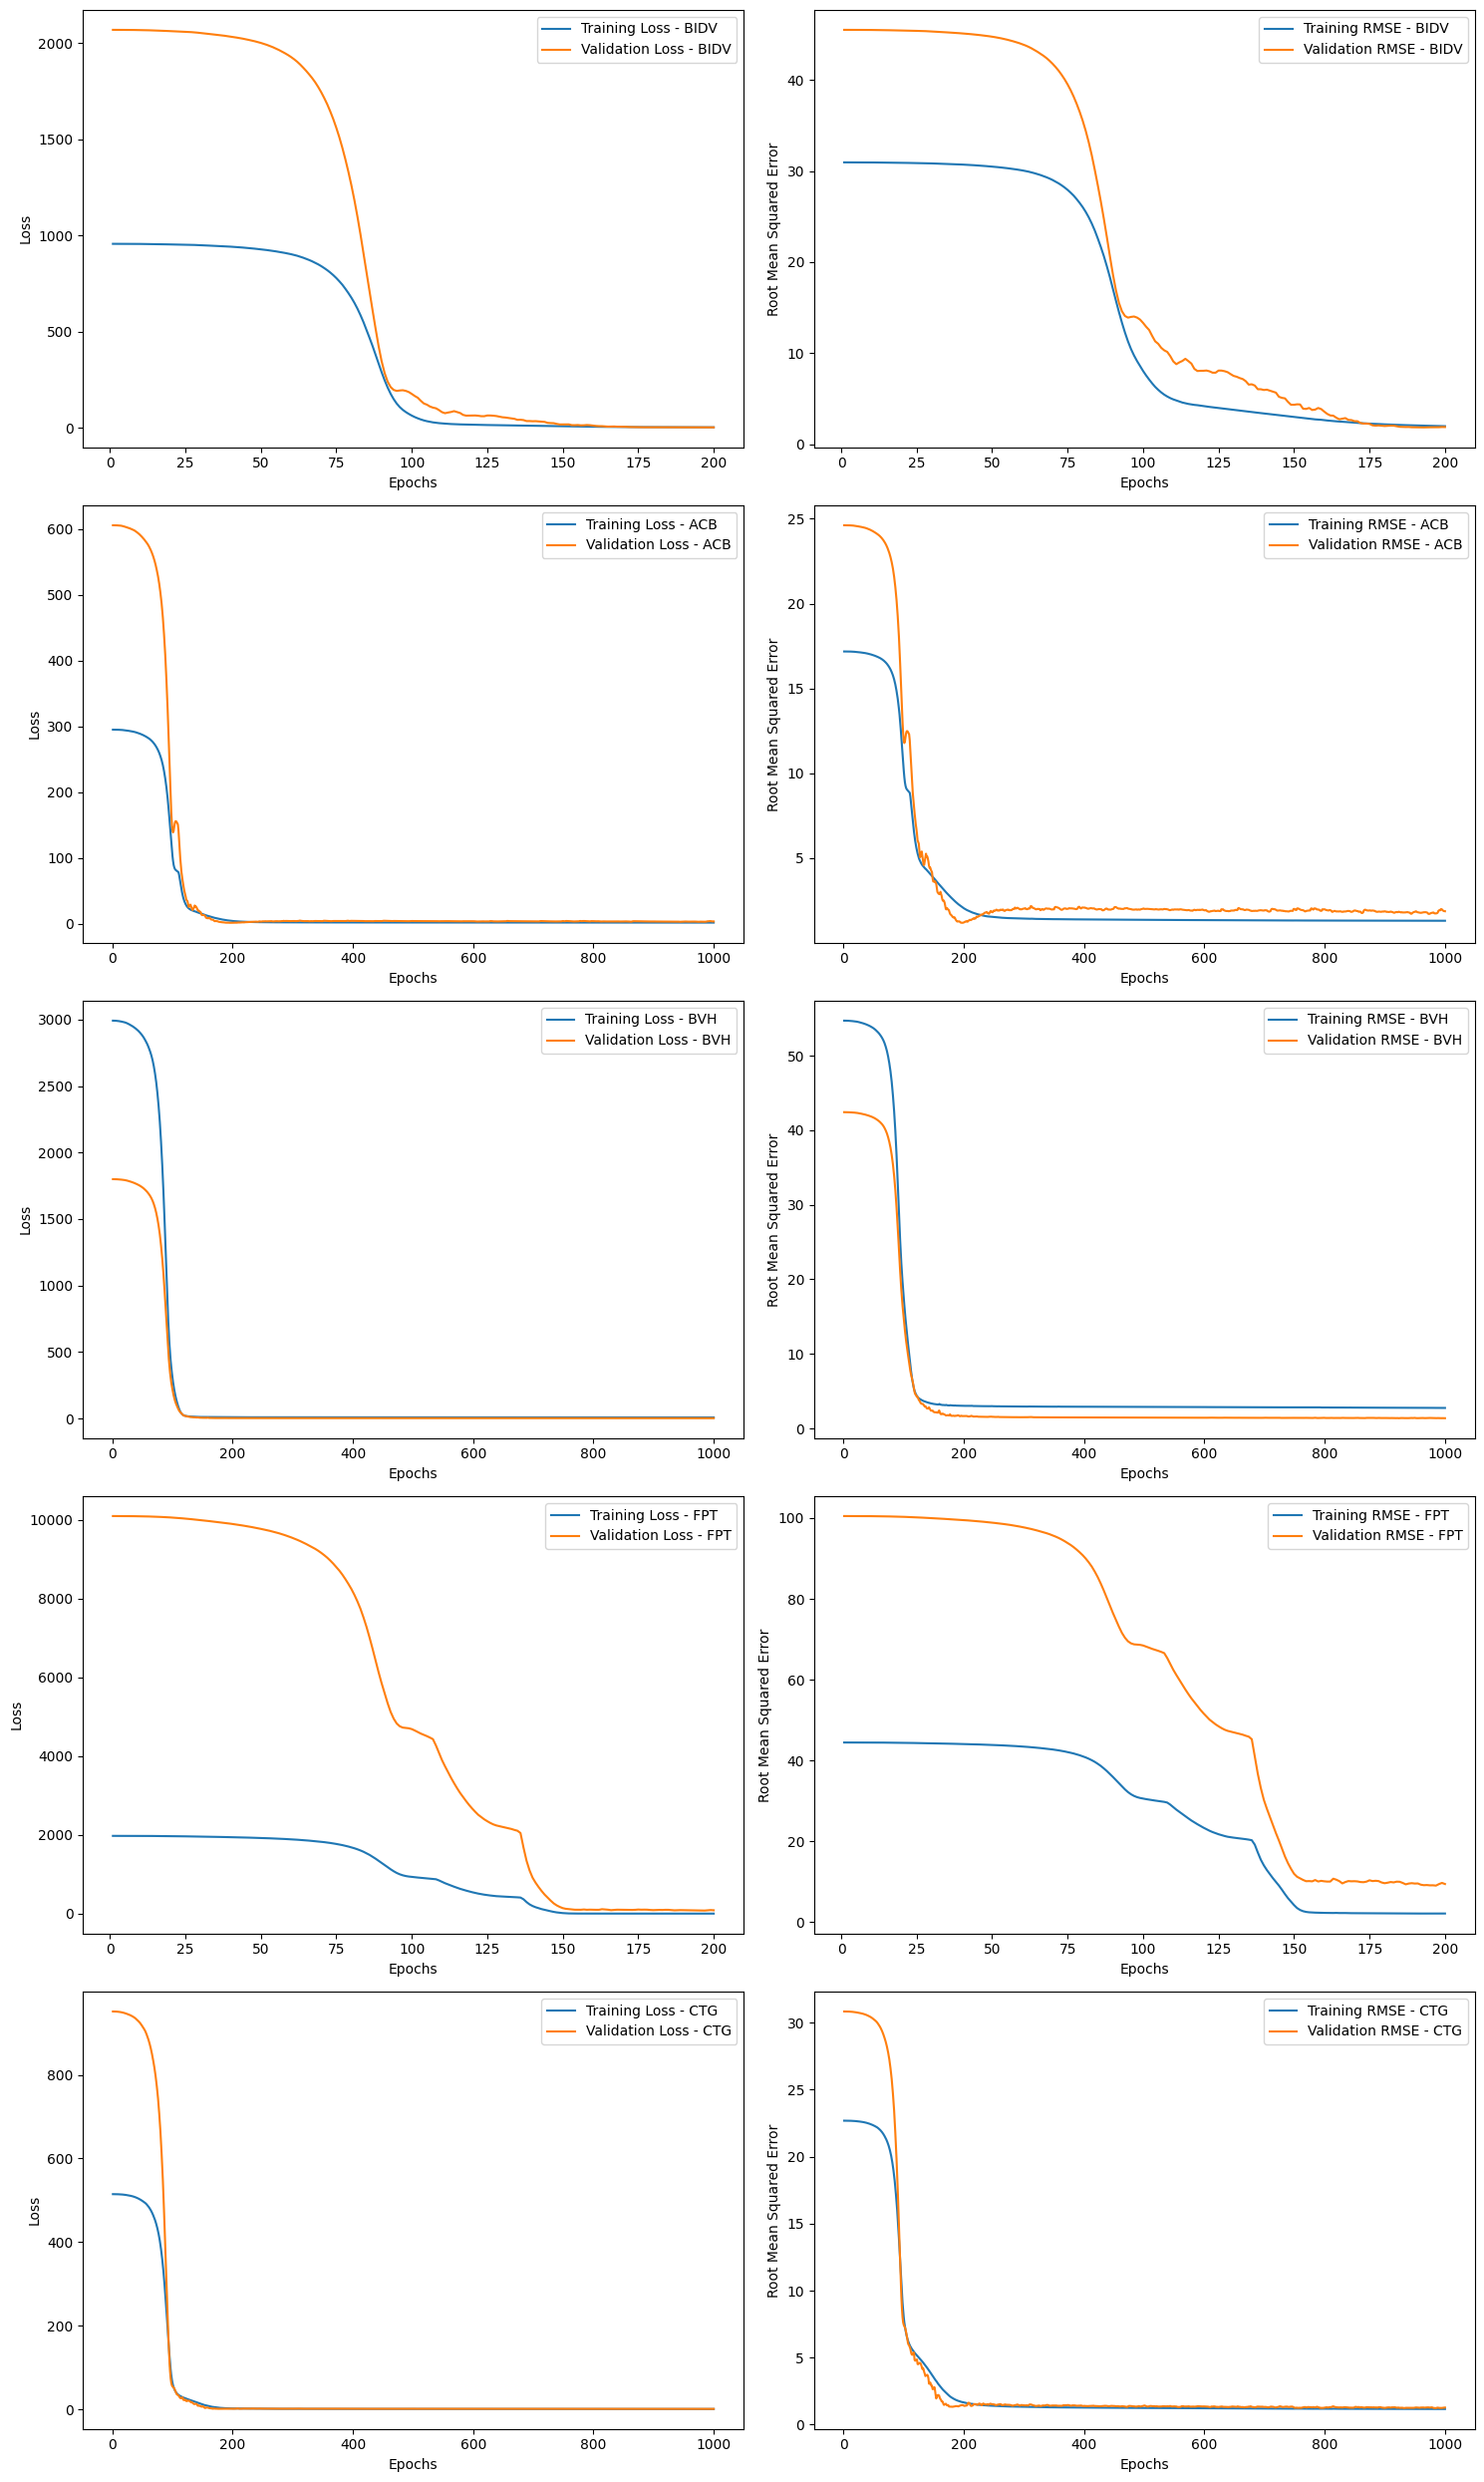 Training Loss - BIDV
Validation Loss - BIDV
2000
1500
1000
500
0
Loss
0 25 50 75 100 125 150 175 200
Epochs
Training RMSE - BIDV
Validation RMSE - BIDV
40
30
20
10
0
Root Mean Squared Error
0 25 50 75 100 125 150 175 200
Epochs
Training Loss - ACB
Validation Loss - ACB
600
500
400
300
200
100
0
Loss
0 200 400 600 800 1000
Epochs
Training RMSE - ACB
Validation RMSE - ACB
25
20
15
10
5
Root Mean Squared Error
0 200 400 600 800 1000
Epochs
Training Loss - BVH
Validation Loss - BVH
3000
2500
2000
1500
1000
500
0
Loss
0 200 400 600 800 1000
Epochs
Training RMSE - BVH
Validation RMSE - BVH
50
40
30
20
10
0
Root Mean Squared Error
0 200 400 600 800 1000
Epochs
Training Loss - FPT
Validation Loss - FPT
10000
8000
6000
4000
2000
0
Loss
0 25 50 75 100 125 150 175 200
Epochs
Training RMSE - FPT
Validation RMSE - FPT
100
80
60
40
20
0
Root Mean Squared Error
0 25 50 75 100 125 150 175 200
Epochs
Training Loss - CTG
Validation Loss - CTG
800
600
400
200
0
Loss
0 200 400 600 800 1000
Epochs
Training RMSE - CTG
Validation RMSE - CTG
30
25
20
15
10
5
0
Root Mean Squared Error
0 200 400 600 800 1000
Epochs